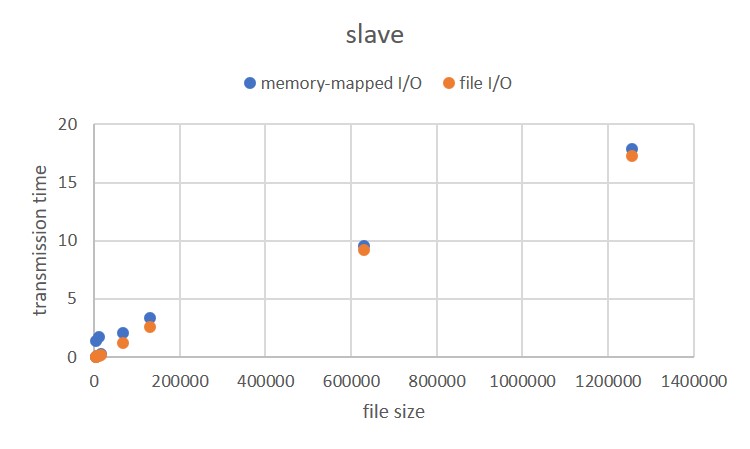 slave
memory-mapped I/O file I/O
20
15
10
5
0
transmission time
0 200000 400000 600000 800000 1000000 1200000 1400000
file size